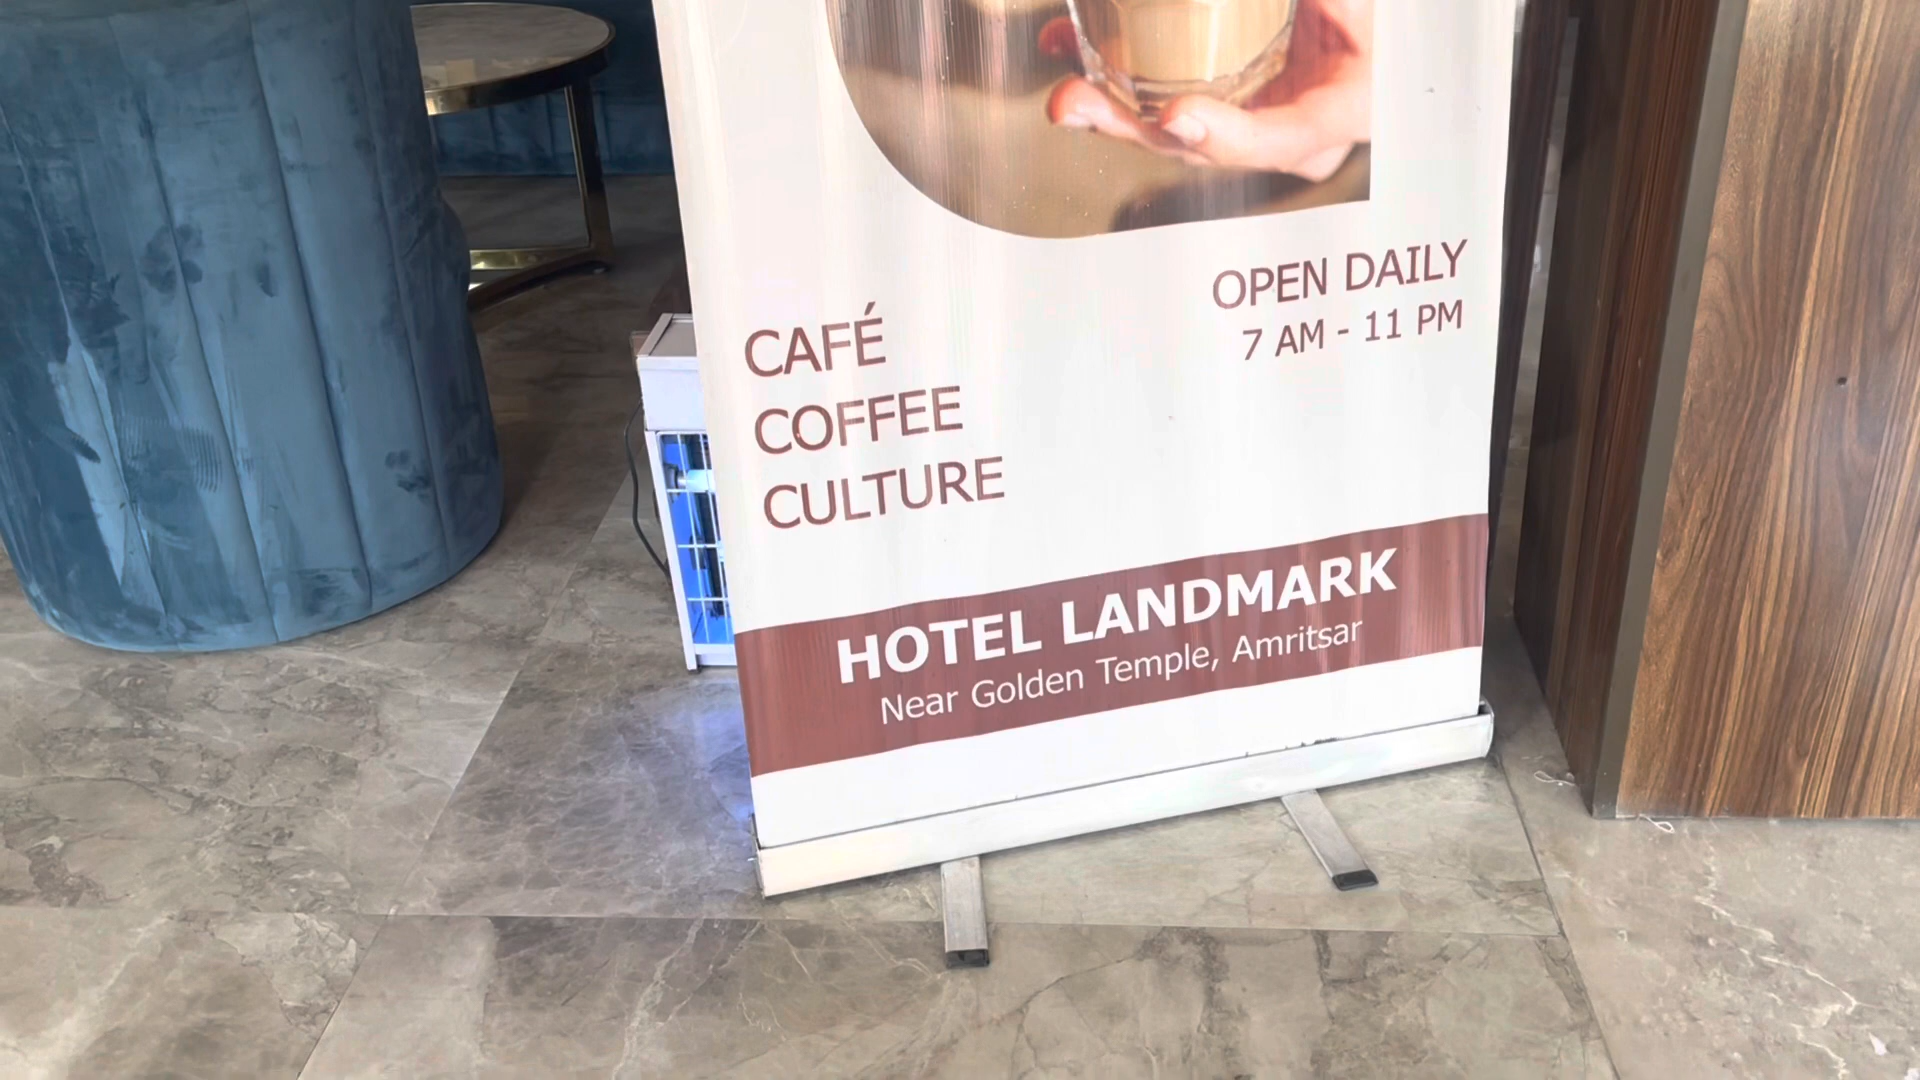 OPEN DAILY
7 AM - 11 PM
CAFÉ
COFFEE
CULTURE
HOTEL LANDMARK
Near Golden Temple, Amritsar